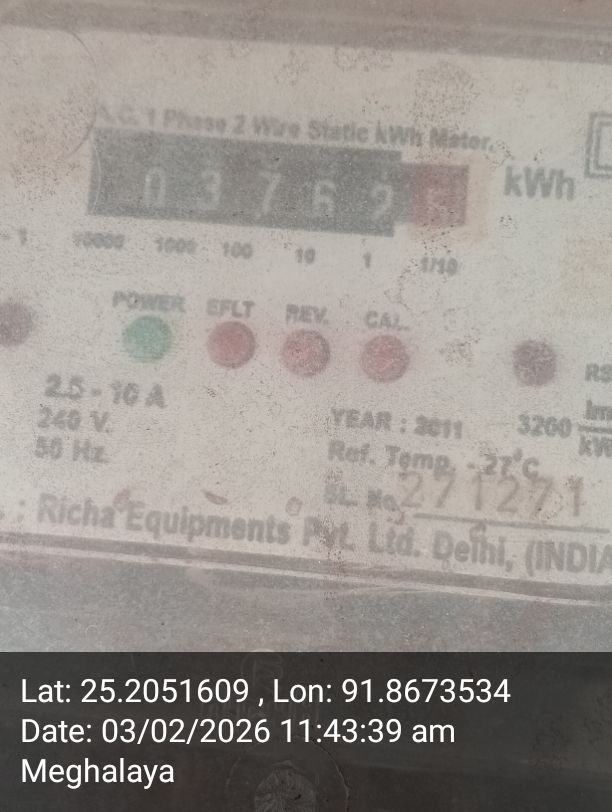 A.C. 1 Phase 2 Wire Static kWh Meter.
0 3 7 6 2 kWh
- 1 10000 1000 100 10 1 1/10
POWER EFLT REV. CAL.
2.5 - 10 A
240 V.
50 Hz
YEAR : 2011 3200 im
Ref. Temp. - 27°C
SL. No. 271271
: Richa Equipments Pvt. Ltd. Delhi, (INDIA
Lat: 25.2051609 , Lon: 91.8673534
Date: 03/02/2026 11:43:39 am
Meghalaya